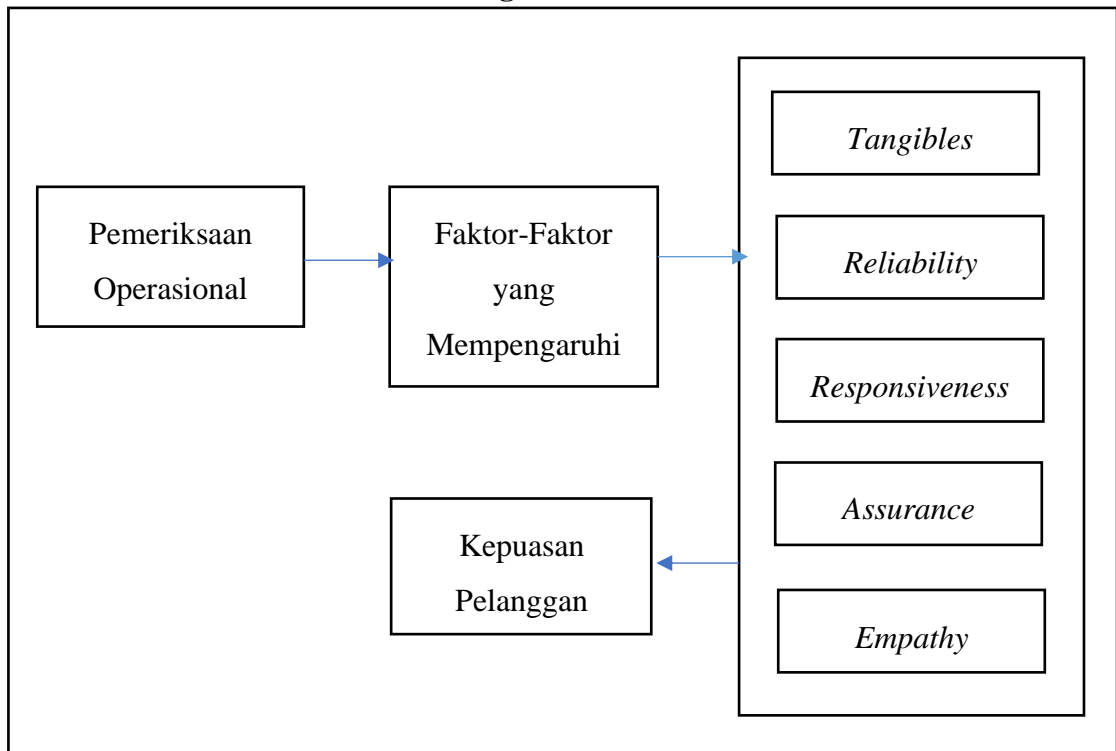 Pemeriksaan
Operasional
Faktor-Faktor
yang
Mempengaruhi
Tangibles
Reliability
Responsiveness
Assurance
Empathy
Kepuasan
Pelanggan